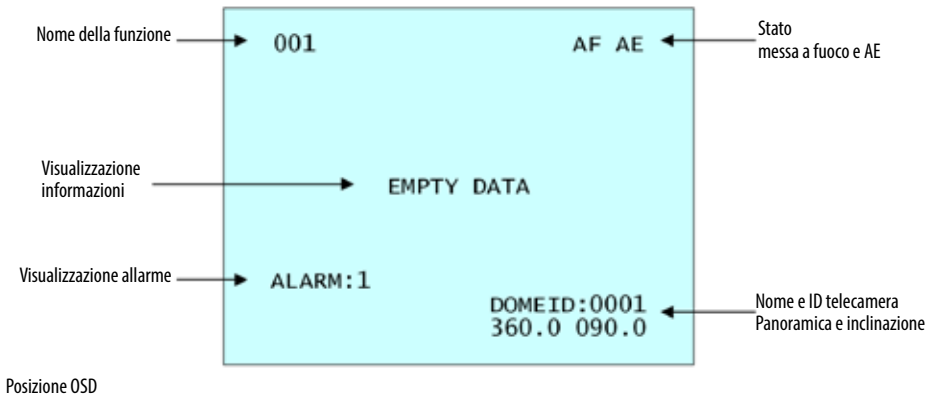 Nome della funzione
001
AF AE
Stato
messa a fuoco e AE
Visualizzazione
informazioni
EMPTY DATA
Visualizzazione allarme
ALARM:1
DOMEID:0001
360.0 090.0
Nome e ID telecamera
Panoramica e inclinazione
Posizione OSD